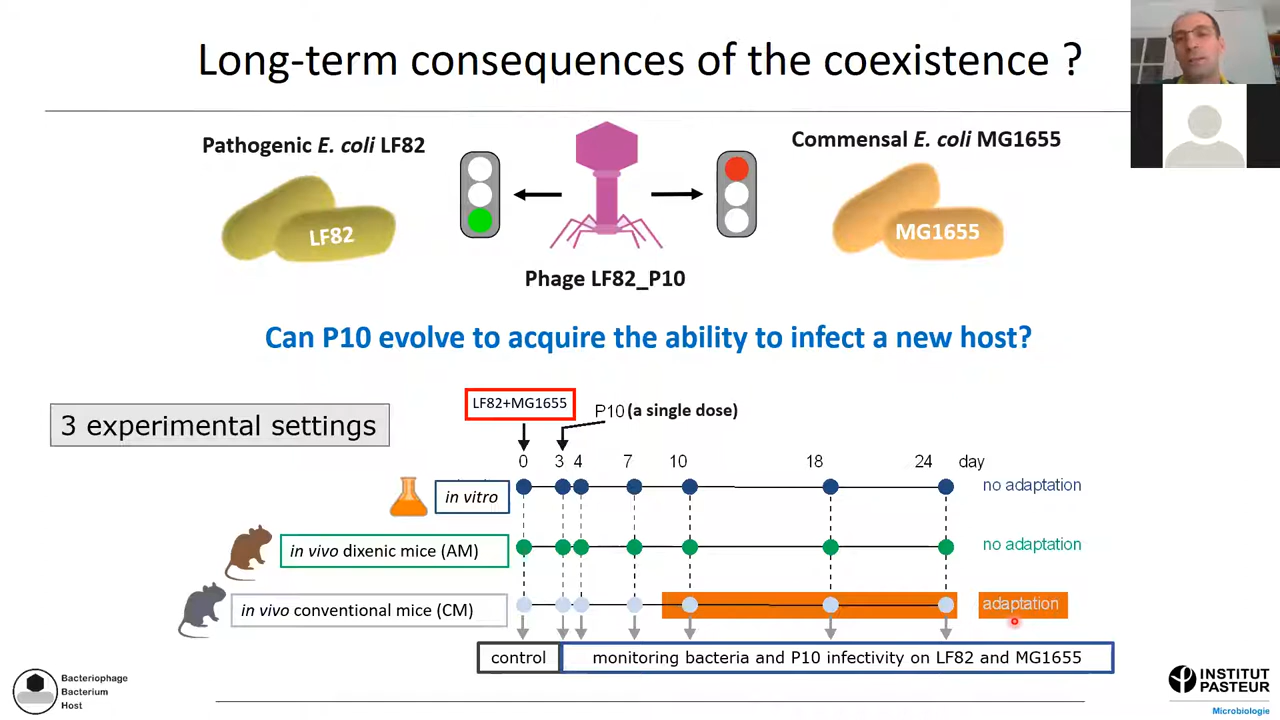 Long-term consequences of the coexistence ?
Pathogenic E. coli LF82
Commensal E. coli MG1655
LF82
MG1655
Phage LF82_P10
Can P10 evolve to acquire the ability to infect a new host?
3 experimental settings
LF82+MG1655
P10 (a single dose)
0 3 4 7 10 18 24 day
in vitro
no adaptation
in vivo dixenic mice (AM)
no adaptation
in vivo conventional mice (CM)
adaptation
control
monitoring bacteria and P10 infectivity on LF82 and MG1655
Bacteriophage
Bacterium
Host
INSTITUT
PASTEUR
Microbiologie